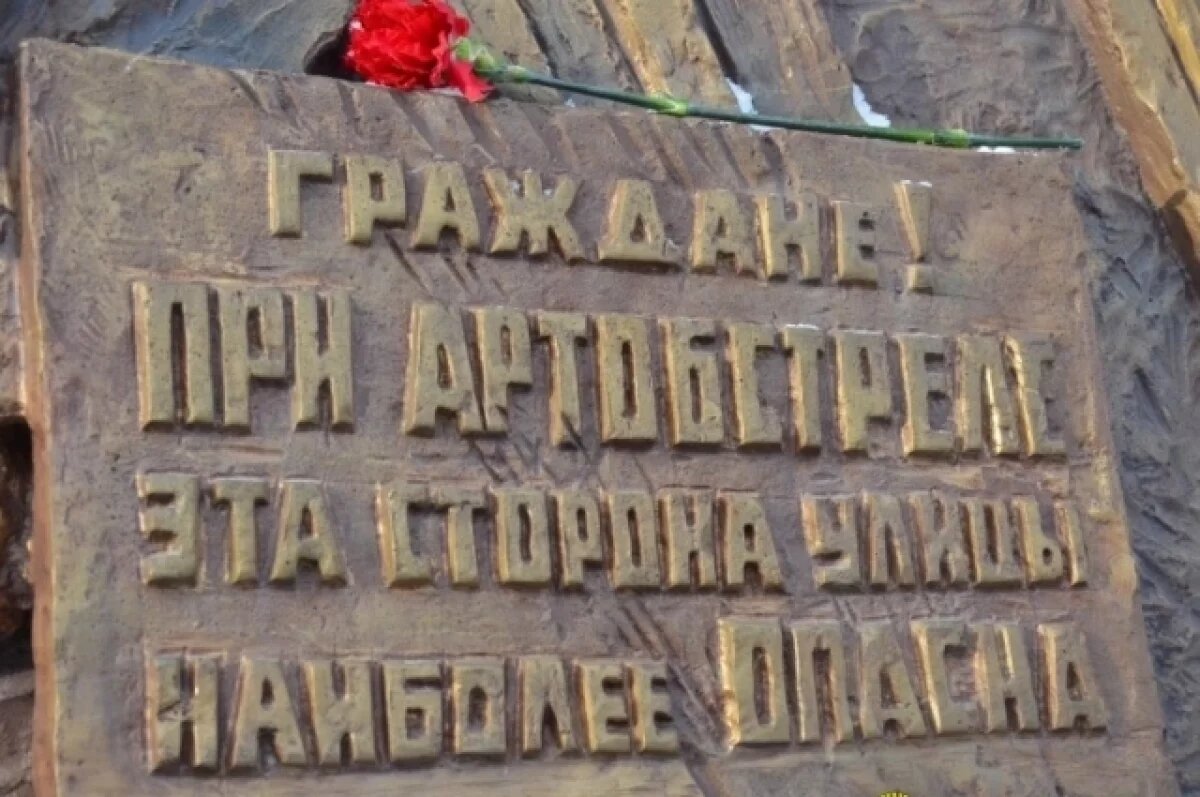 ГРАЖДАНЕ!
ПРИ АРТОБСТРЕЛЕ
ЭТА СТОРОНА УЛИЦЫ
НАИБОЛЕЕ ОПАСНА